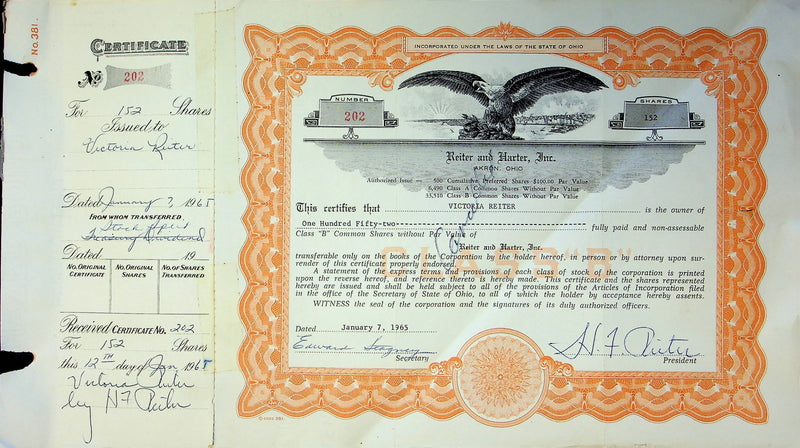 No. 381.
CERTIFICATE
No 202
For 152 Shares
Issued to
Victoria Reiter
Dated January 7, 1965
FROM WHOM TRANSFERRED
Stock Split
Dated 19
NO. ORIGINAL CERTIFICATE
NO. ORIGINAL SHARES
NO. OF SHARES TRANSFERRED
Received CERTIFICATE NO. 202
For 152 Shares
this 12TH day of Jan 1965
Victoria Reiter
by H F Reiter
INCORPORATED UNDER THE LAWS OF THE STATE OF OHIO
NUMBER
202
SHARES
152
Reiter and Harter, Inc.
AKRON, OHIO
Authorized Issue — 500 Cumulative Preferred Shares $100.00 Par Value
6,490 Class A Common Shares Without Par Value
33,510 Class B Common Shares Without Par Value
This certifies that VICTORIA REITER is the owner of
One Hundred Fifty-two fully paid and non-assessable
Class "B" Common Shares without Par Value of
Reiter and Harter, Inc.
CLASS "B"
transferable only on the books of the Corporation by the holder hereof, in person or by attorney upon sur-
render of this certificate properly endorsed.
A statement of the express terms and provisions of each class of stock of the corporation is printed
upon the reverse hereof, and reference thereto is hereby made. This certificate and the shares represented
hereby are issued and shall be held subject to all of the provisions of the Articles of Incorporation filed
in the office of the Secretary of State of Ohio, to all of which the holder by acceptance hereby assents.
WITNESS the seal of the corporation and the signatures of its duly authorized officers.
Dated January 7, 1965
Edward
Secretary
H F Reiter
President